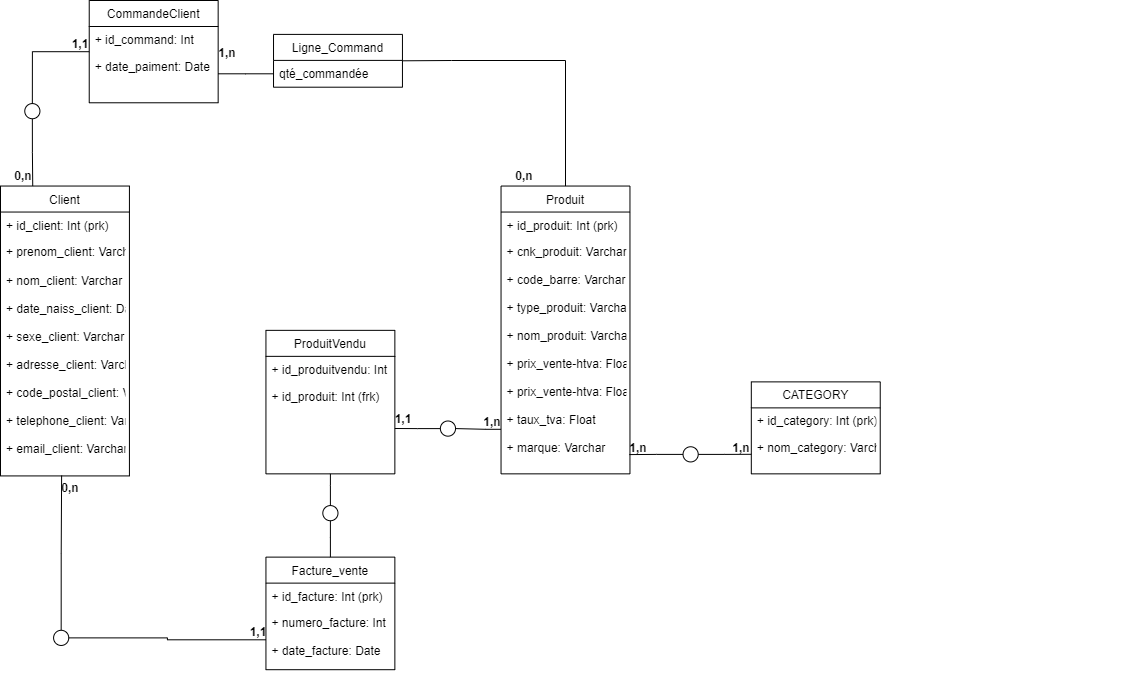 CommandeClient
+ id_command: Int
+ date_paiment: Date
1,1
1,n
Ligne_Command
qté_commandée
0,n
0,n
Client
+ id_client: Int (prk)
+ prenom_client: Varch
+ nom_client: Varchar
+ date_naiss_client: D
+ sexe_client: Varchar
+ adresse_client: Varc
+ code_postal_client:
+ telephone_client: Va
+ email_client: Varchar
0,n
Produit
+ id_produit: Int (prk)
+ cnk_produit: Varchar
+ code_barre: Varchar
+ type_produit: Varcha
+ nom_produit: Varcha
+ prix_vente-htva: Floa
+ prix_vente-htva: Floa
+ taux_tva: Float
+ marque: Varchar
ProduitVendu
+ id_produitvendu: Int
+ id_produit: Int (frk)
1,1
1,n
1,n
1,n
CATEGORY
+ id_category: Int (prk)
+ nom_category: Varch
Facture_vente
+ id_facture: Int (prk)
+ numero_facture: Int
+ date_facture: Date
1,1